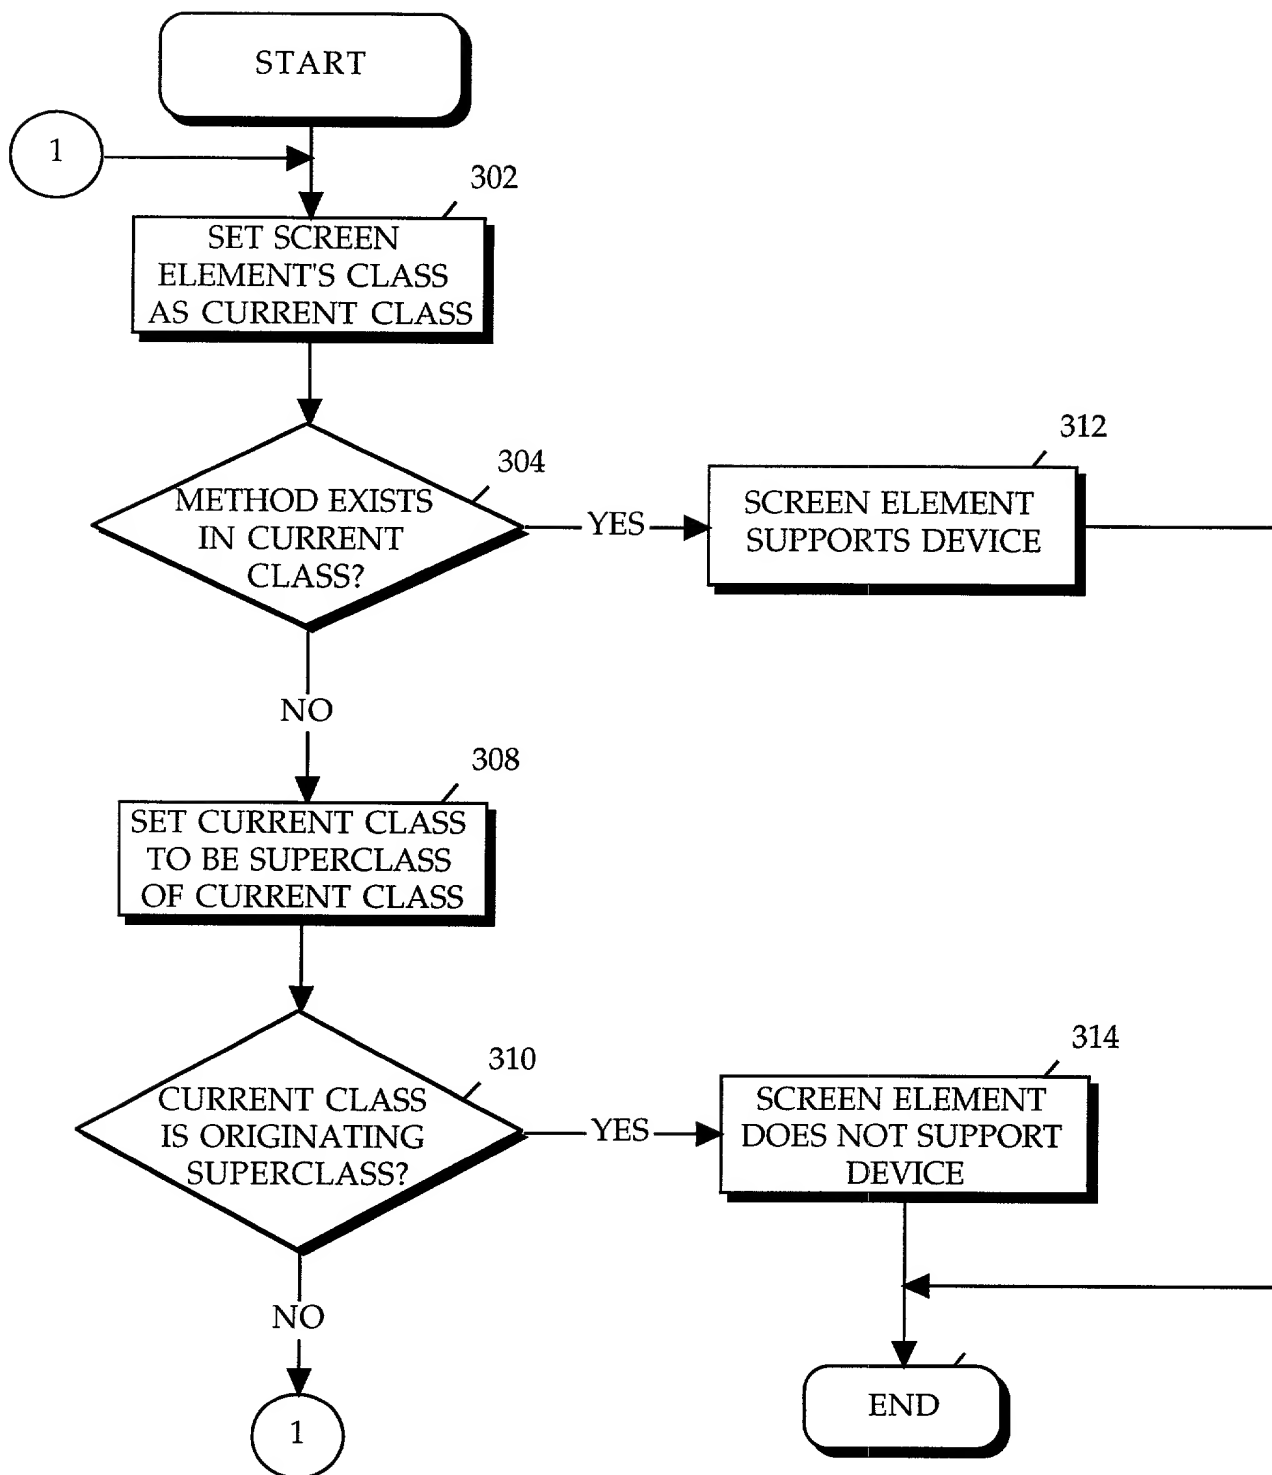 START
1
302
SET SCREEN
ELEMENT'S CLASS
AS CURRENT CLASS
304
METHOD EXISTS
IN CURRENT
CLASS?
YES
312
SCREEN ELEMENT
SUPPORTS DEVICE
NO
308
SET CURRENT CLASS
TO BE SUPERCLASS
OF CURRENT CLASS
310
CURRENT CLASS
IS ORIGINATING
SUPERCLASS?
YES
314
SCREEN ELEMENT
DOES NOT SUPPORT
DEVICE
NO
1
END